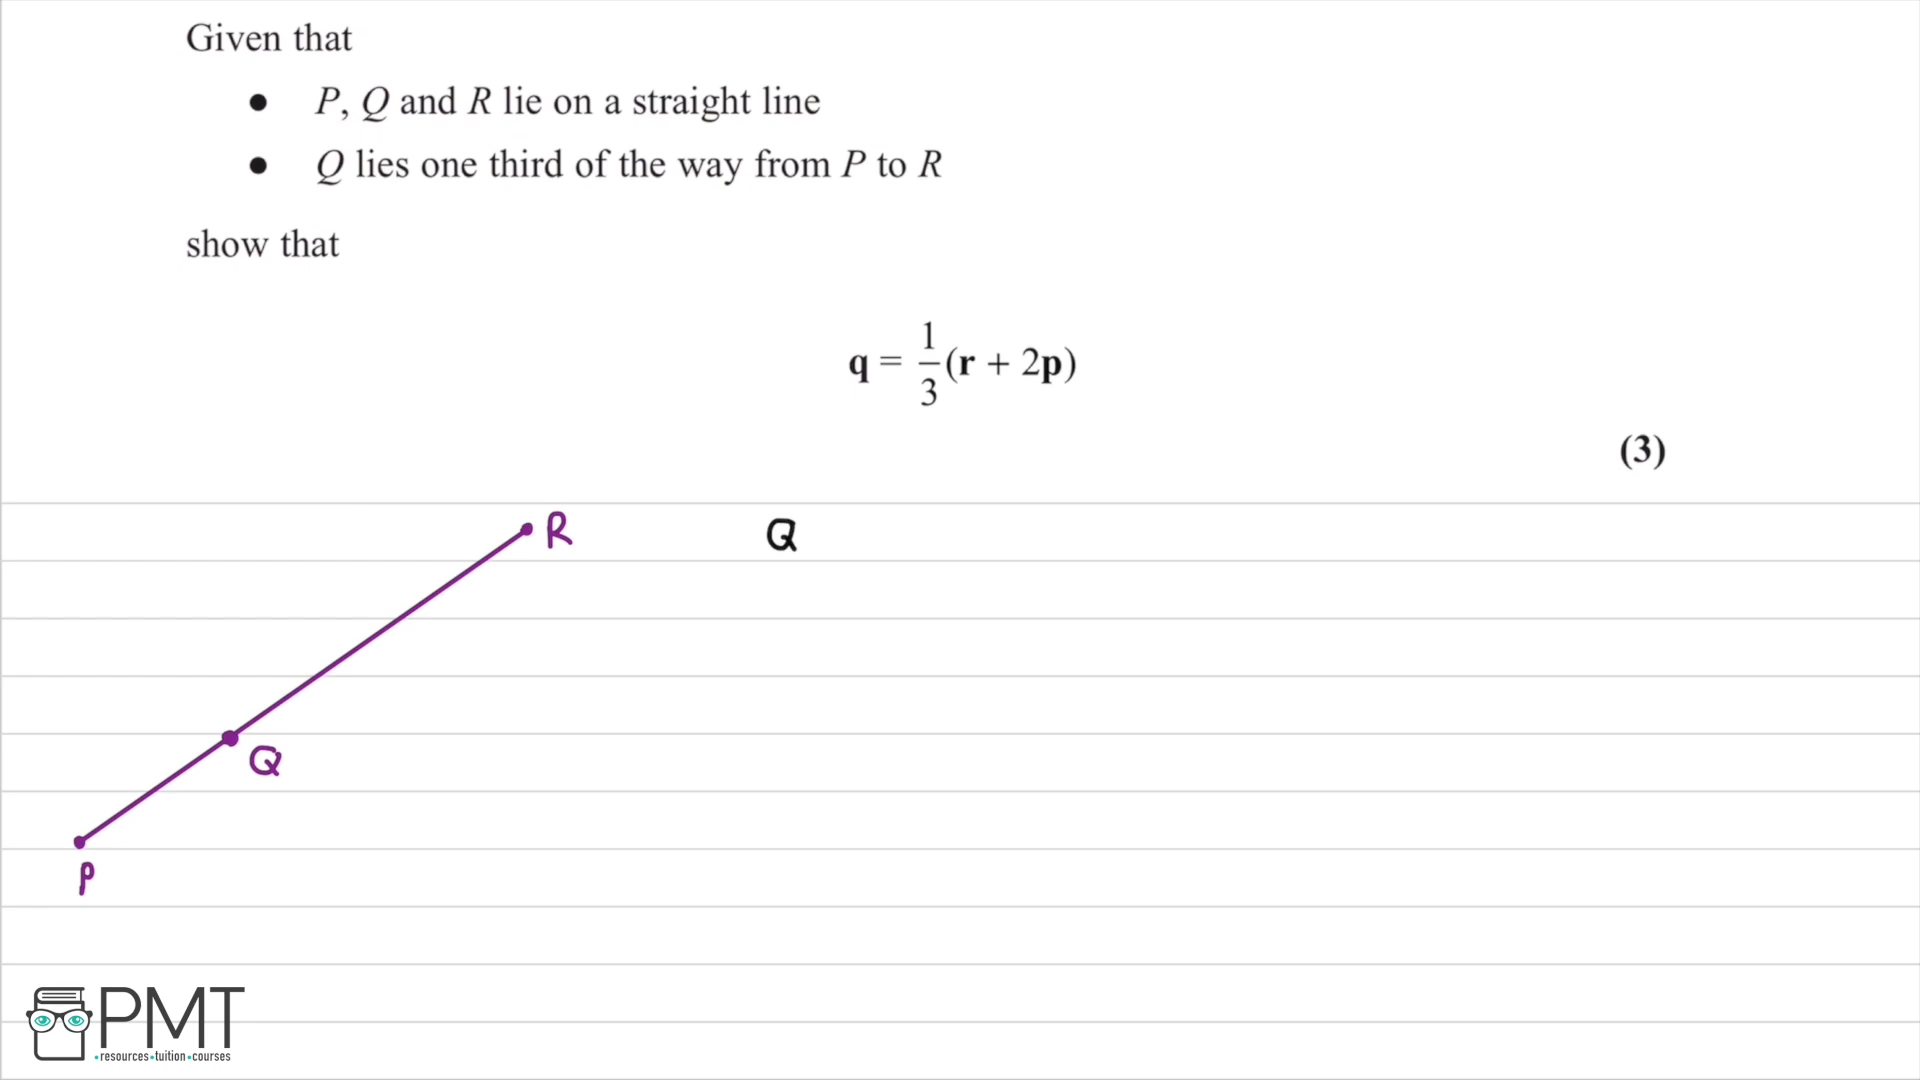 Given that
● P, Q and R lie on a straight line
● Q lies one third of the way from P to R
show that
q = 1/3 (r + 2p)
(3)
R
Q
Q
P
PMT
•resources•tuition•courses